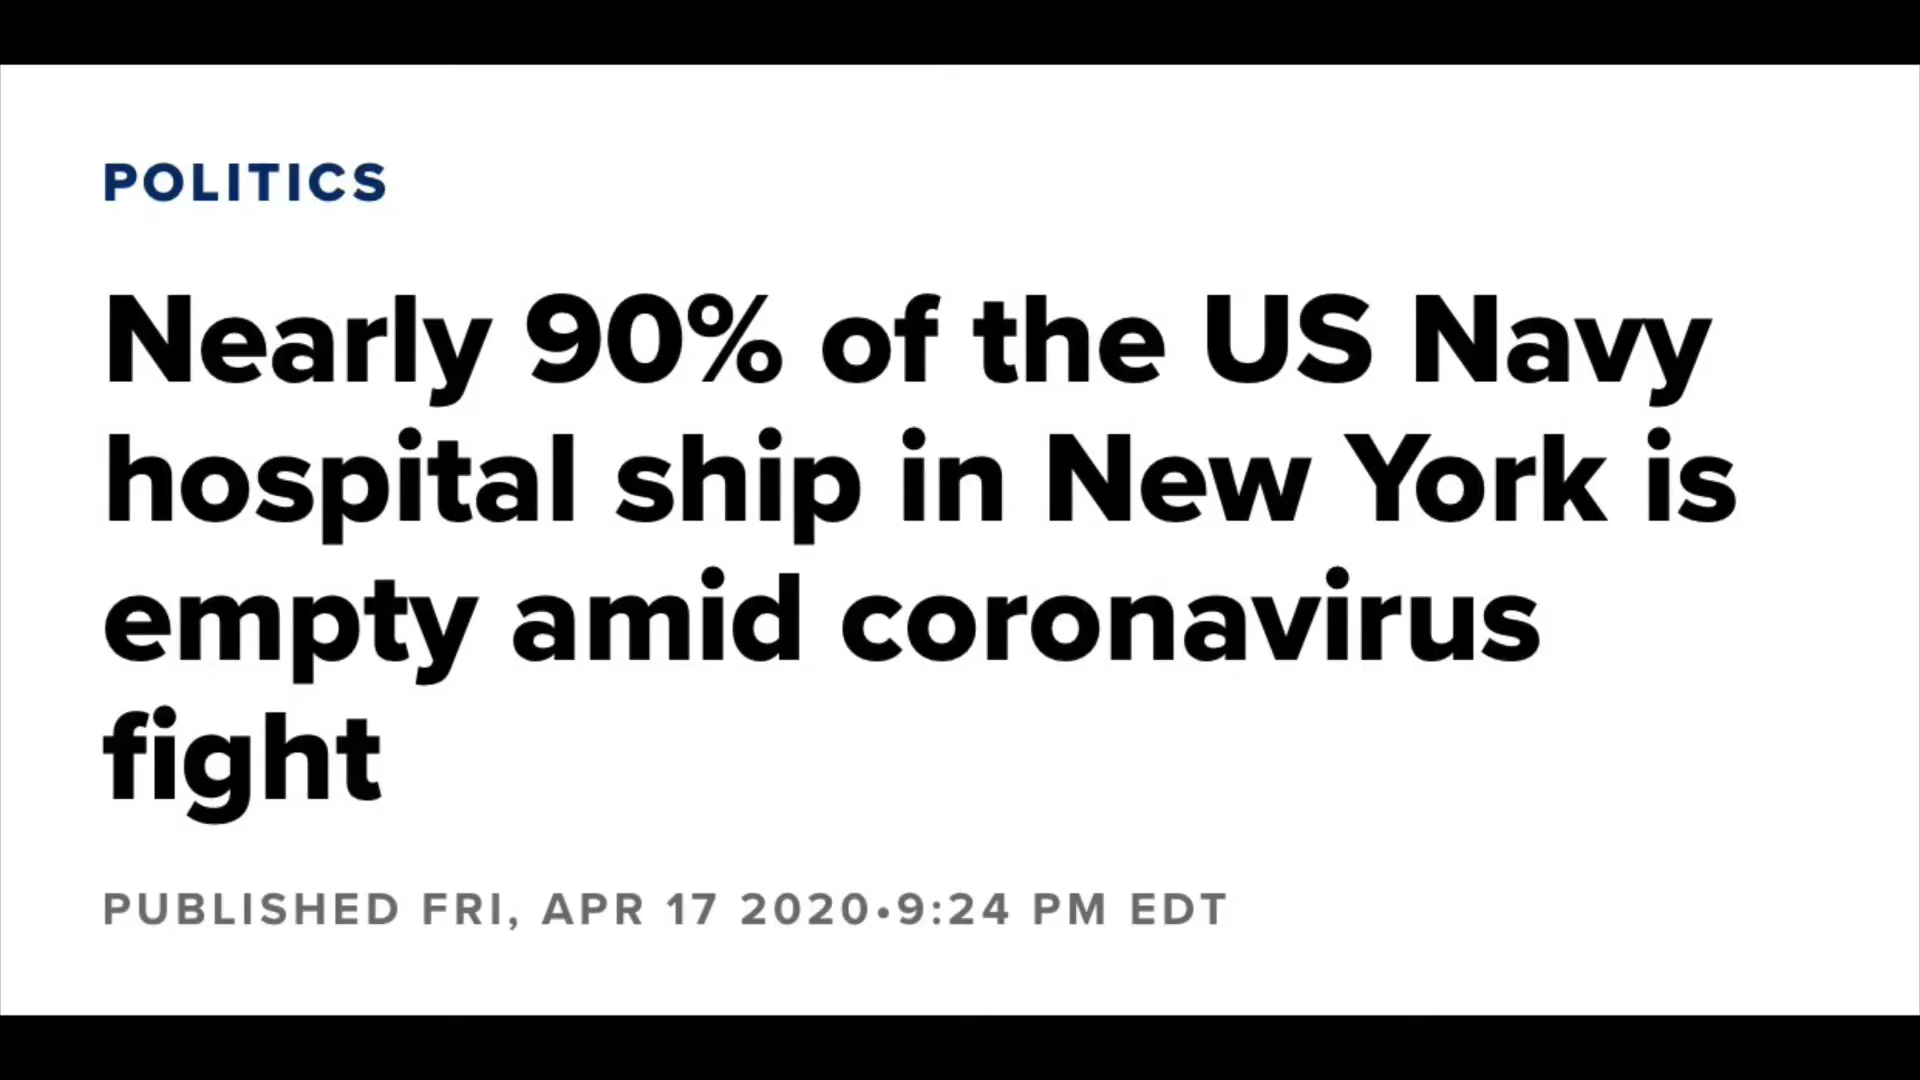 POLITICS
Nearly 90% of the US Navy
hospital ship in New York is
empty amid coronavirus
fight
PUBLISHED FRI, APR 17 2020•9:24 PM EDT